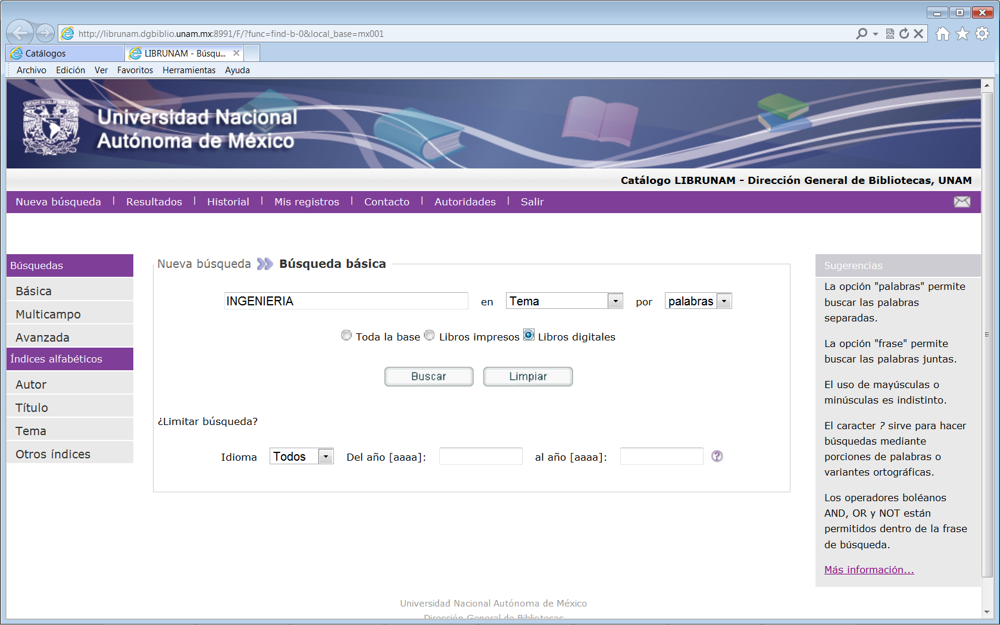 http://librunam.dgbiblio.unam.mx:8991/F/?func=find-b-0&local_base=mx001
Catálogos
LIBRUNAM - Búsqu...
Archivo Edición Ver Favoritos Herramientas Ayuda
Universidad Nacional
Autónoma de México
Catálogo LIBRUNAM - Dirección General de Bibliotecas, UNAM
Nueva búsqueda | Resultados | Historial | Mis registros | Contacto | Autoridades | Salir
Búsquedas
Básica
Multicampo
Avanzada
Índices alfabéticos
Autor
Título
Tema
Otros índices
Nueva búsqueda Búsqueda básica
INGENIERIA en Tema por palabras
Toda la base Libros impresos Libros digitales
Buscar Limpiar
¿Limitar búsqueda?
Idioma Todos Del año [aaaa]: al año [aaaa]: ?
Sugerencias
La opción "palabras" permite
buscar las palabras
separadas.
La opción "frase" permite
buscar las palabras juntas.
El uso de mayúsculas o
minúsculas es indistinto.
El caracter ? sirve para hacer
búsquedas mediante
porciones de palabras o
variantes ortográficas.
Los operadores boléanos
AND, OR y NOT están
permitidos dentro de la frase
de búsqueda.
Más información...
Universidad Nacional Autónoma de México
Dirección General de Bibliotecas